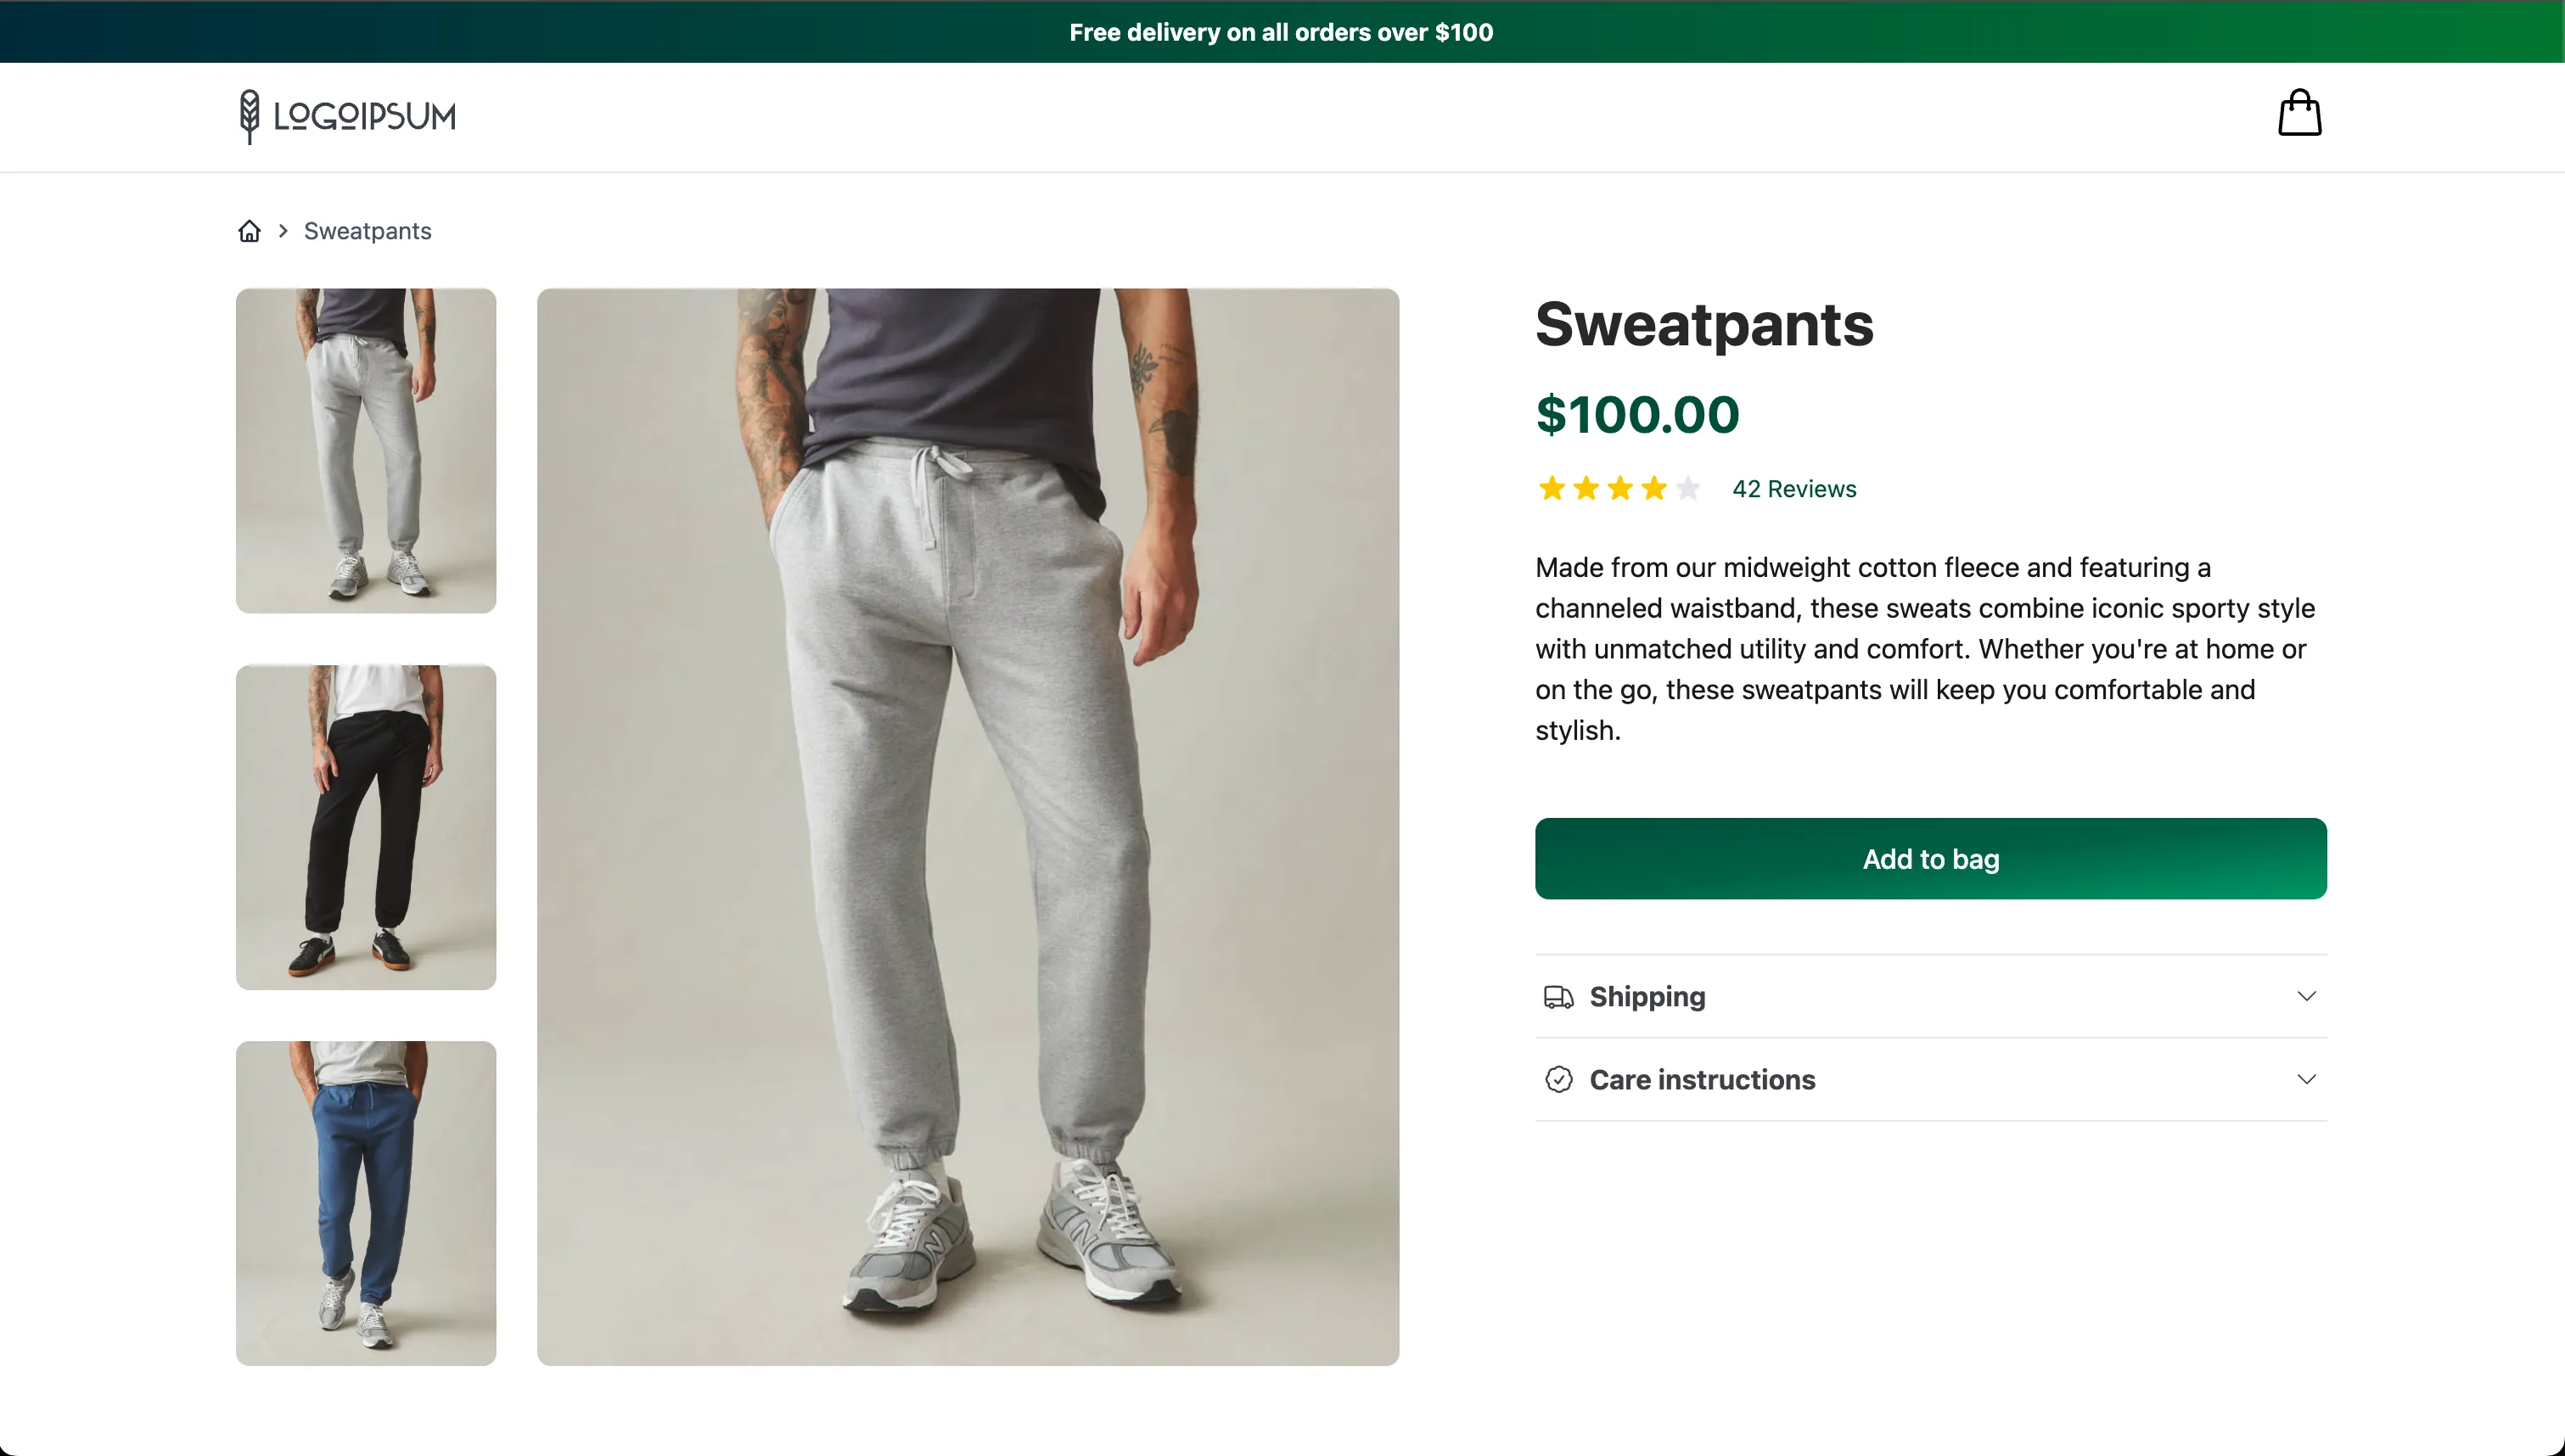 Free delivery on all orders over $100
LOGOIPSUM
Sweatpants
Sweatpants
$100.00
42 Reviews
Made from our midweight cotton fleece and featuring a
channeled waistband, these sweats combine iconic sporty style
with unmatched utility and comfort. Whether you're at home or
on the go, these sweatpants will keep you comfortable and
stylish.
Add to bag
Shipping
Care instructions